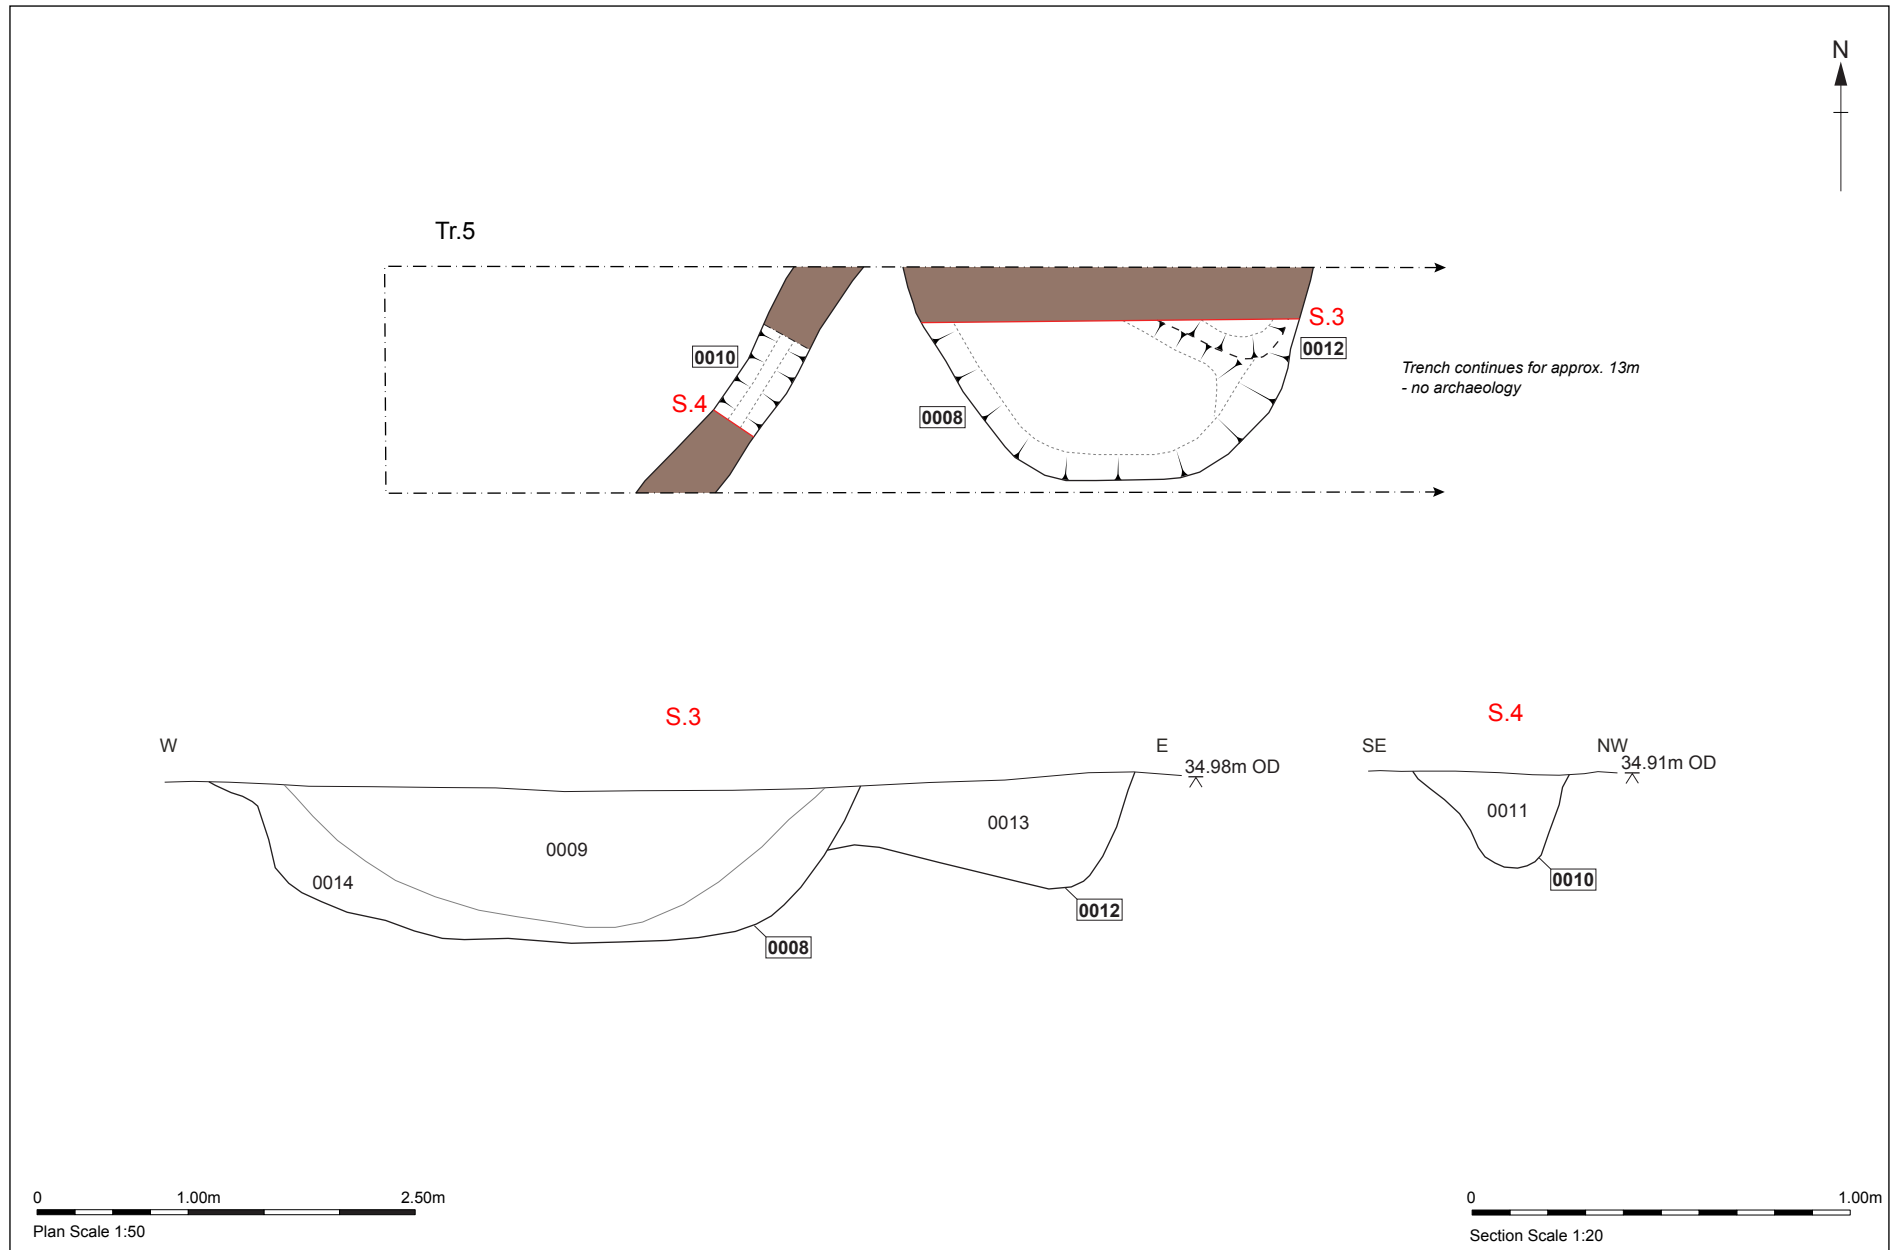 N
Tr.5
S.3
0010
0012
Trench continues for approx. 13m
- no archaeology
S.4
0008
S.3
S.4
W
E
34.98m OD
SE
NW
34.91m OD
0009
0013
0011
0014
0010
0012
0008
0 1.00m 2.50m
Plan Scale 1:50
0 1.00m
Section Scale 1:20